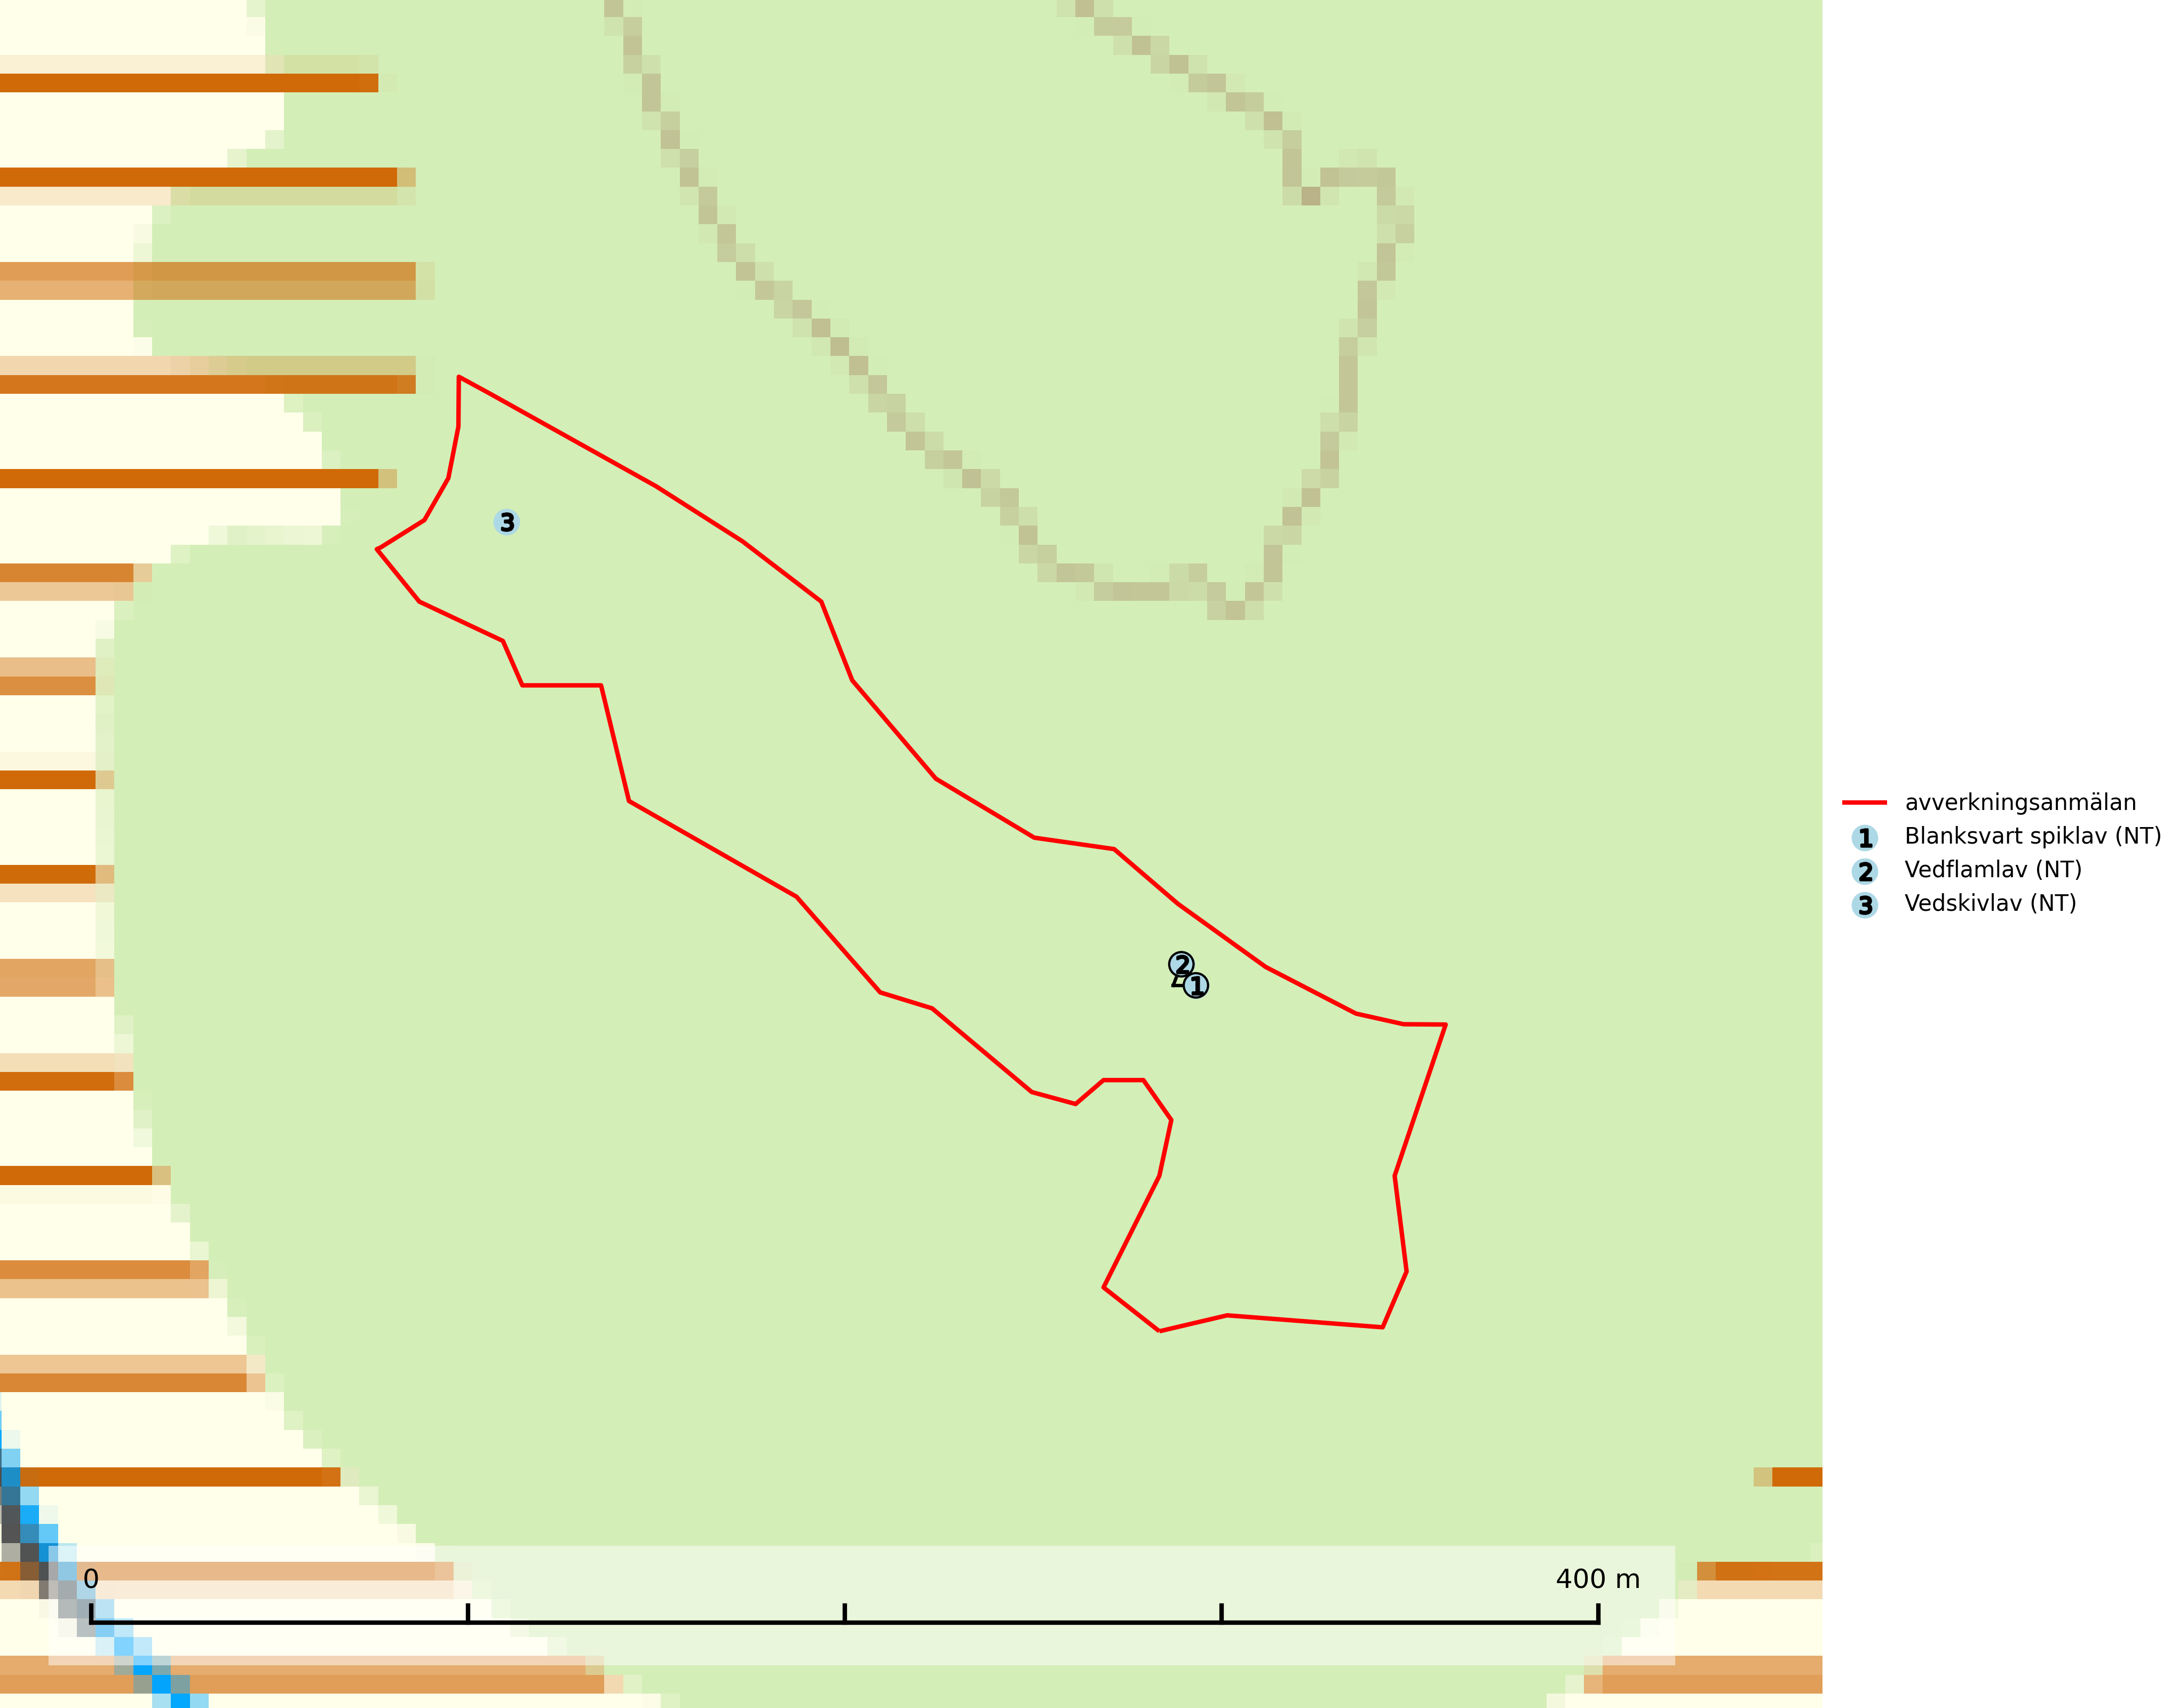 3
2
1
avverkningsanmälan
1 Blanksvart spiklav (NT)
2 Vedflamlav (NT)
3 Vedskivlav (NT)
0 400 m